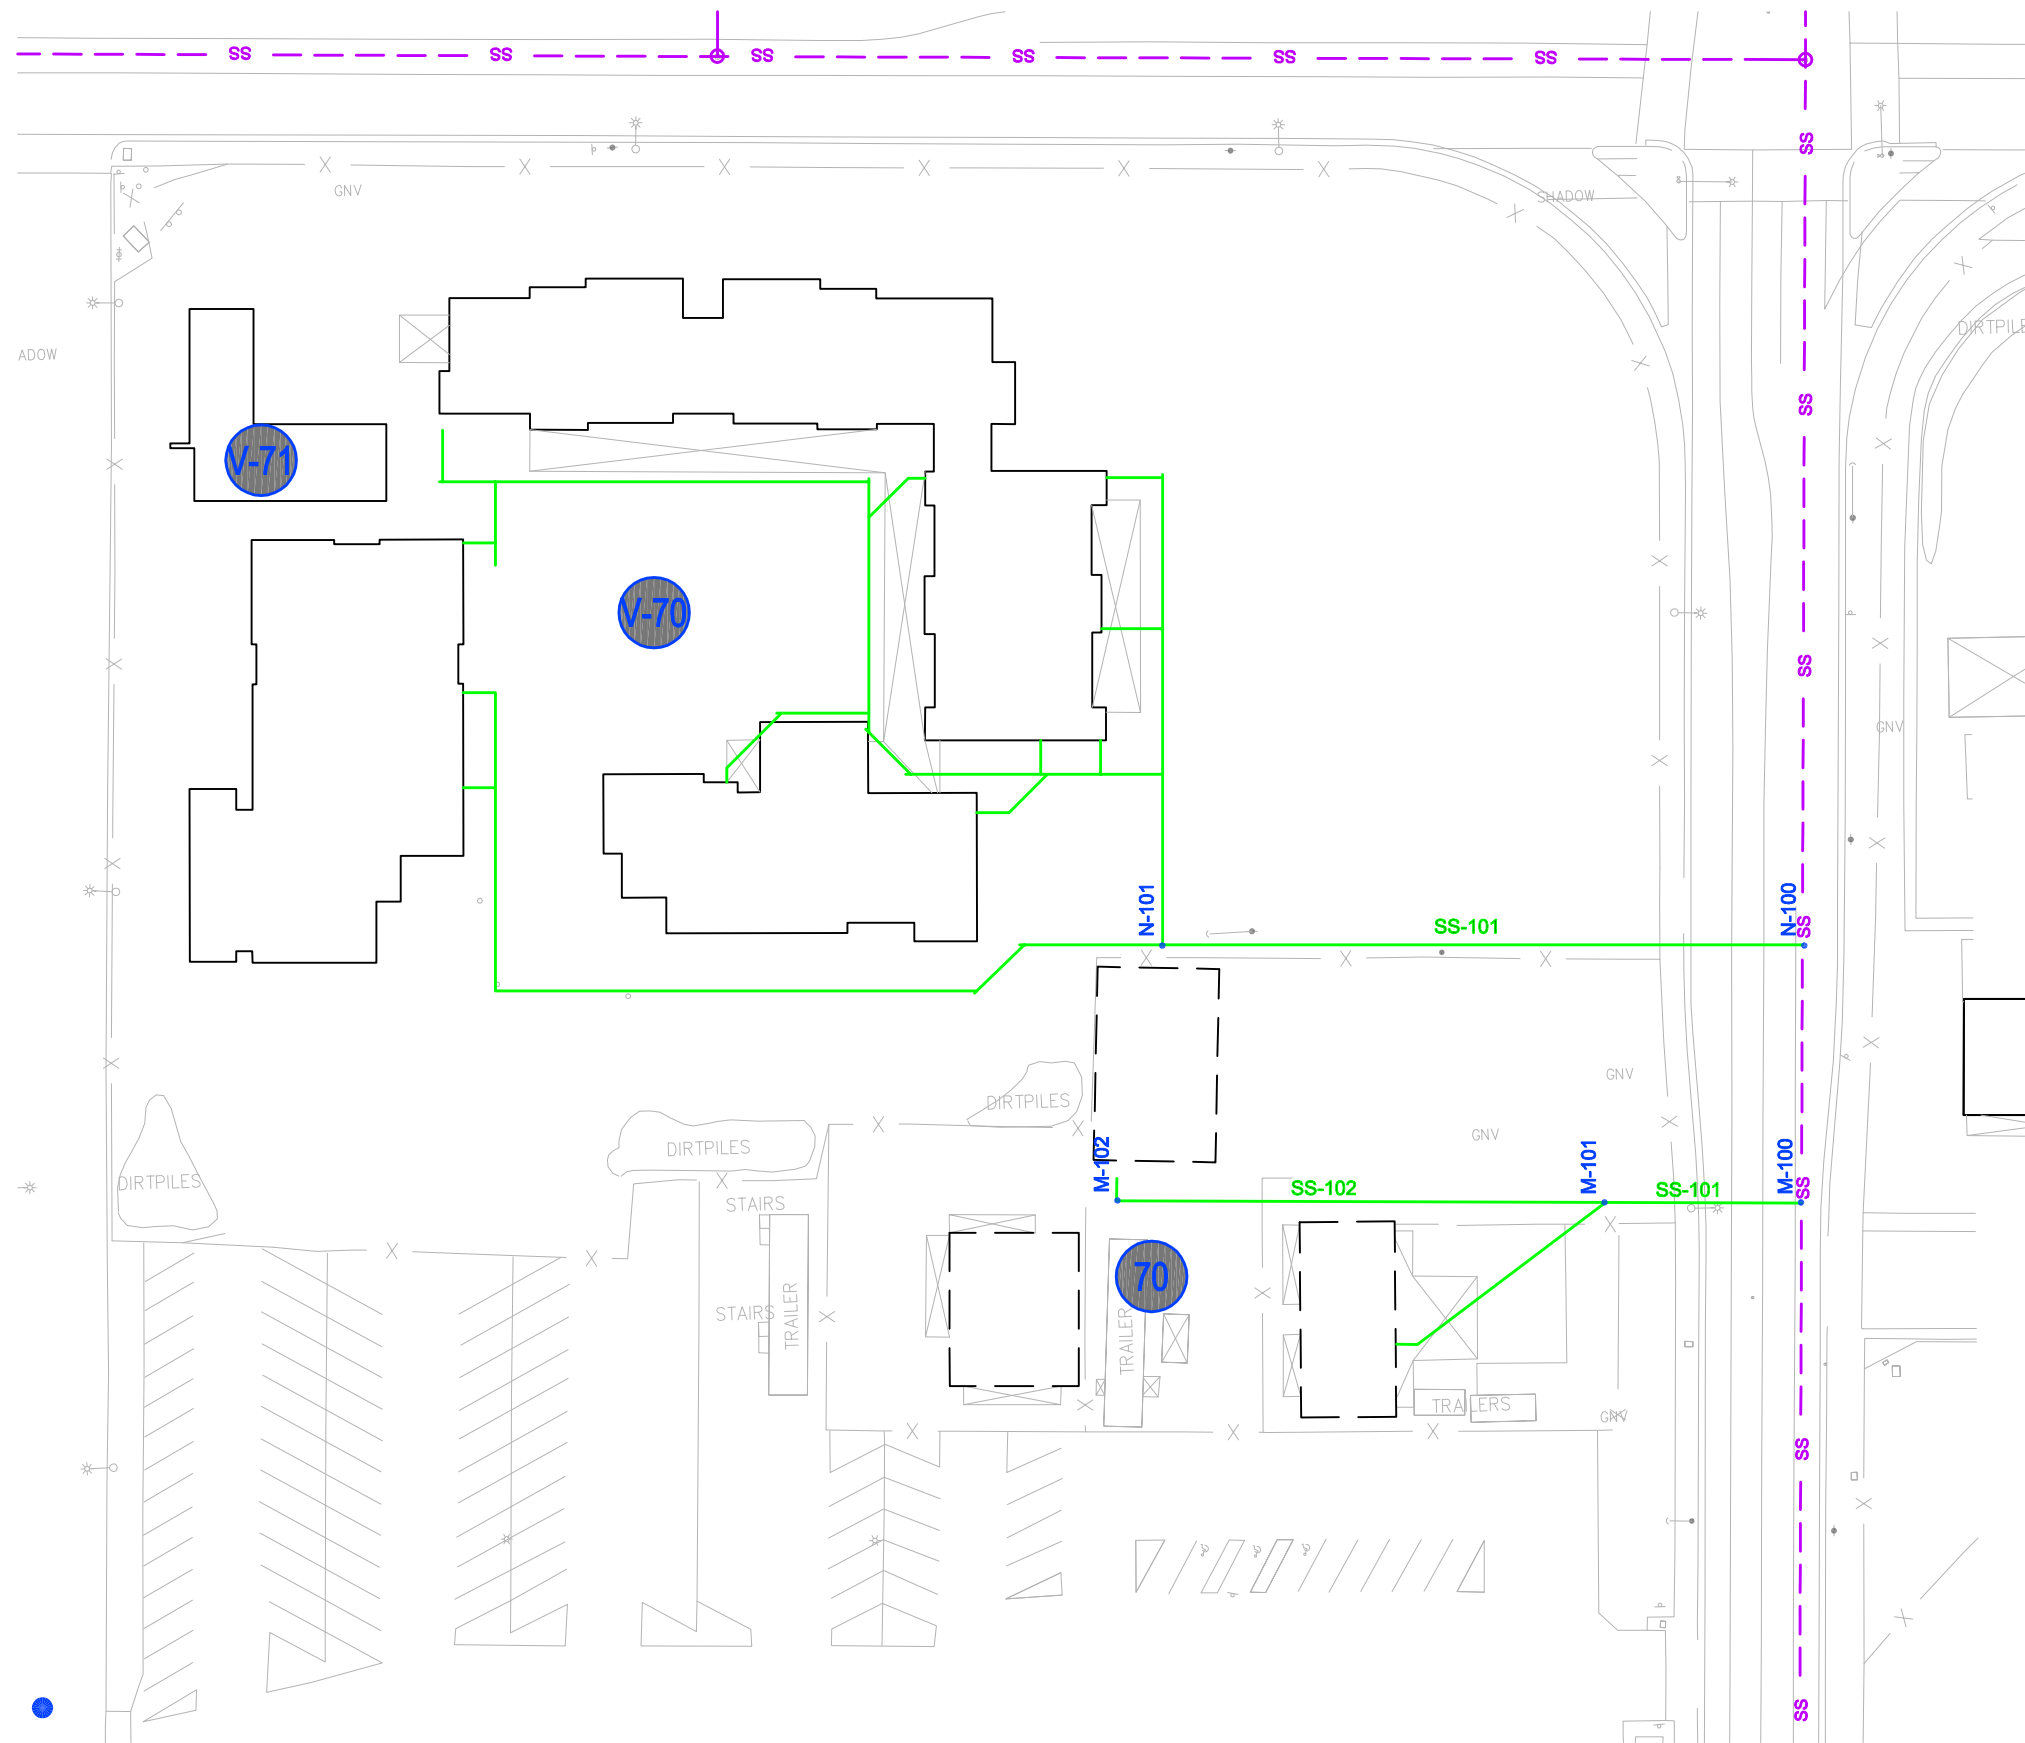 SS
SS
SS
SS
SS
SS
SS
GNV
SHADOW
DIRTPILE
ADOW
SS
V-71
SS
V-70
SS
GNV
N-101
SS-101
N-100
SS
GNV
DIRTPILES
GNV
DIRTPILES
DIRTPILES
M-102
SS-102
M-101
SS-101
M-100
SS
STAIRS
70
STAIRS
TRAILER
TRAILER
TRAILERS
GNV
SS
SS